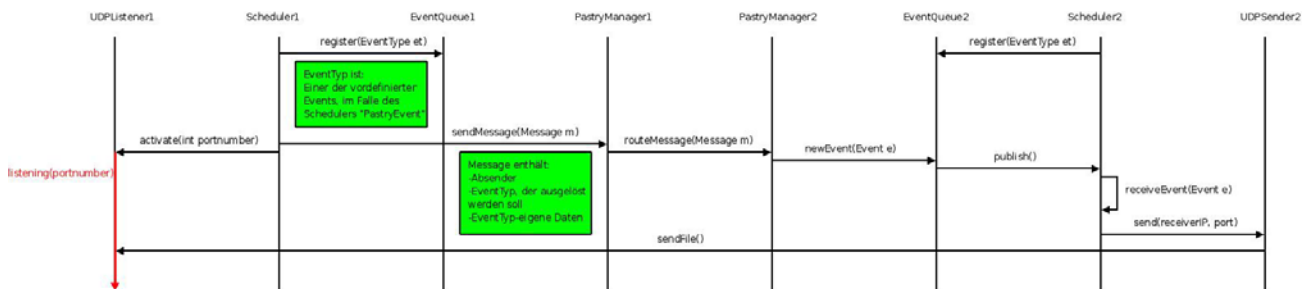 UDPListener1
Scheduler1
EventQueue1
PastryManager1
PastryManager2
EventQueue2
Scheduler2
UDPSender2
register(EventType et)
register(EventType et)
EventTyp ist:
Einer der vordefinierter
Events, im Falle des
Schedulers "PastryEvent"
activate(int portnumber)
sendMessage(Message m)
routeMessage(Message m)
newEvent(Event e)
publish()
listening(portnumber)
Message enthält:
-Absender
-EventTyp, der ausgelöst
werden soll
-EventTyp-eigene Daten
receiveEvent(Event e)
send(receiverIP, port)
sendFile()